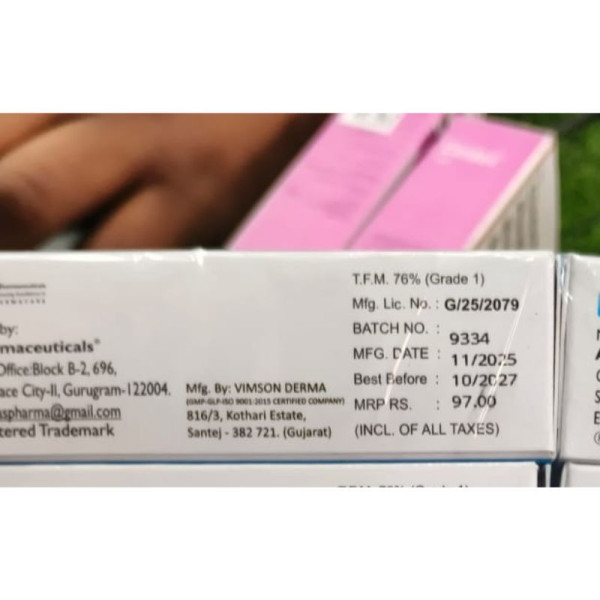 by:
maceuticals®
Office:Block B-2, 696,
ace City-II, Gurugram-122004.
aspharma@gmail.com
tered Trademark
Mfg. By: VIMSON DERMA
(GMP-GLP-ISO 9001:2015 CERTIFIED COMPANY)
816/3, Kothari Estate,
Santej - 382 721. (Gujarat)
T.F.M. 76% (Grade 1)
Mfg. Lic. No. : G/25/2079
BATCH NO. : 9334
MFG. DATE : 11/2025
Best Before : 10/2027
MRP RS. : 97.00
(INCL. OF ALL TAXES)